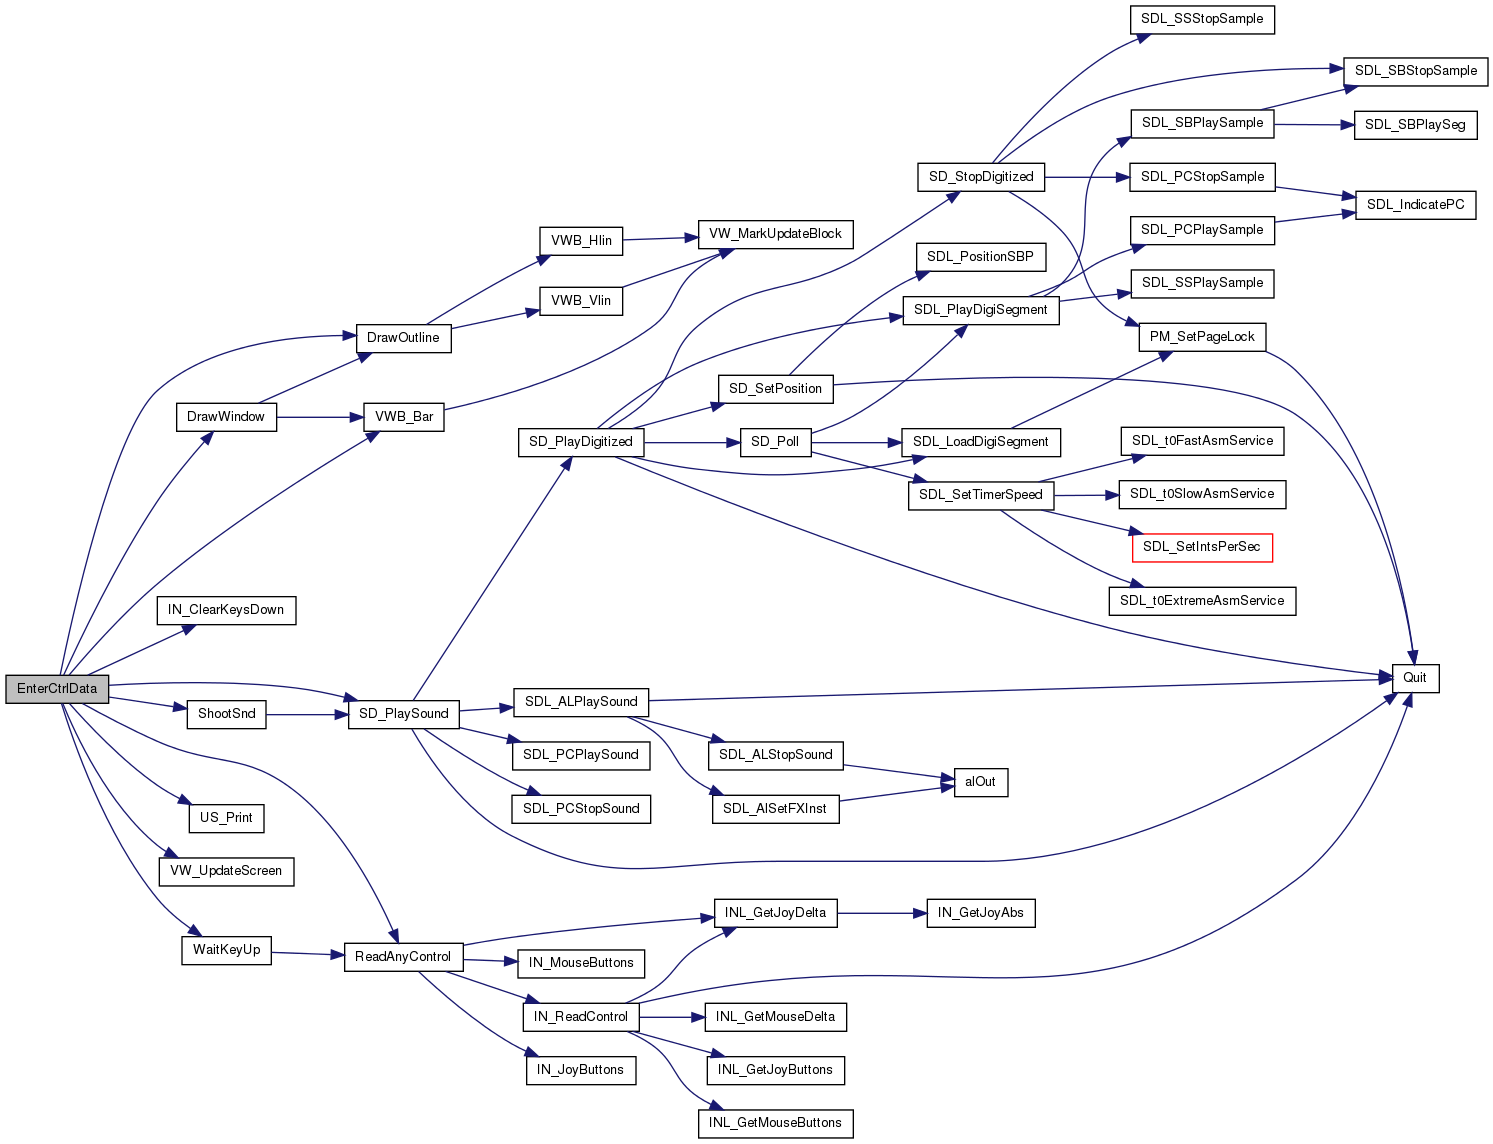 SDL_SSStopSample
SDL_SBStopSample
SDL_SBPlaySample
SDL_SBPlaySeg
SD_StopDigitized
SDL_PCStopSample
SDL_IndicatePC
VWB_Hlin
VW_MarkUpdateBlock
SDL_PCPlaySample
SDL_PositionSBP
SDL_SSPlaySample
VWB_Vlin
SDL_PlayDigiSegment
DrawOutline
PM_SetPageLock
SD_SetPosition
DrawWindow
VWB_Bar
SD_PlayDigitized
SD_Poll
SDL_LoadDigiSegment
SDL_t0FastAsmService
SDL_SetTimerSpeed
SDL_t0SlowAsmService
SDL_SetIntsPerSec
SDL_t0ExtremeAsmService
IN_ClearKeysDown
EnterCtrlData
Quit
ShootSnd
SD_PlaySound
SDL_ALPlaySound
SDL_PCPlaySound
SDL_ALStopSound
alOut
SDL_PCStopSound
SDL_AlSetFXInst
US_Print
VW_UpdateScreen
INL_GetJoyDelta
IN_GetJoyAbs
WaitKeyUp
ReadAnyControl
IN_MouseButtons
IN_ReadControl
INL_GetMouseDelta
IN_JoyButtons
INL_GetJoyButtons
INL_GetMouseButtons